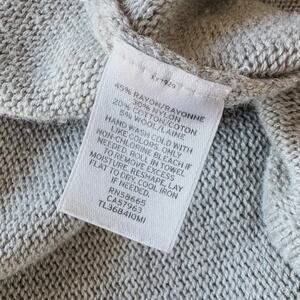 45% RAYON/RAYONNE
30% NYLON
20% COTTON/COTON
5% WOOL/LAINE
HAND WASH COLD WITH
LIKE COLORS. ONLY
NON-CHLORINE BLEACH IF
NEEDED. ROLL IN TOWEL
TO REMOVE EXCESS
MOISTURE. RESHAPE, LAY
FLAT TO DRY. COOL IRON
IF NEEDED.
RN58665
CA57963
TL368410MI